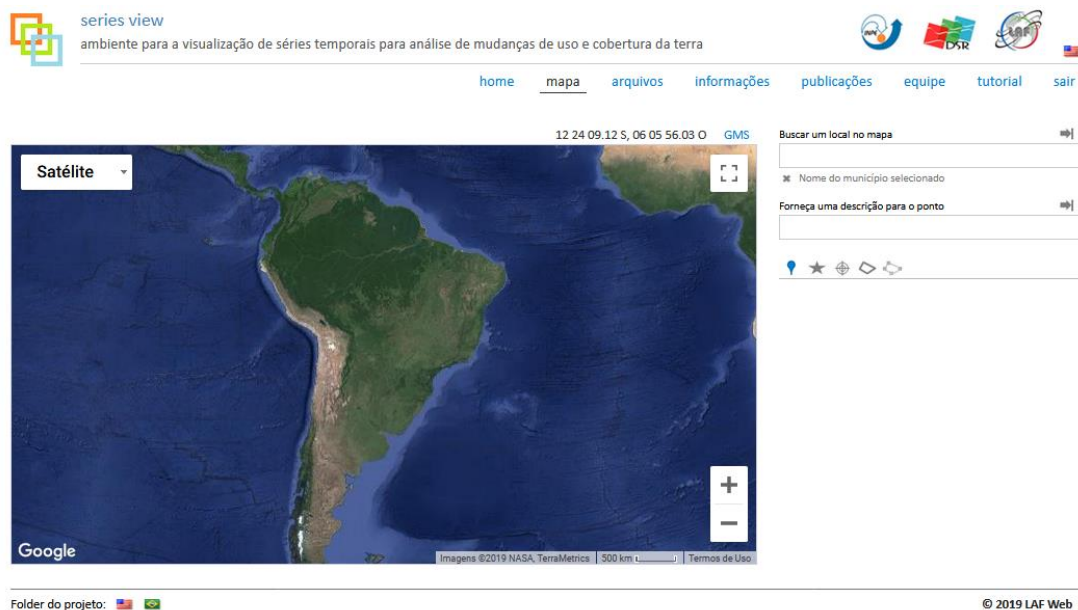 series view
ambiente para a visualização de séries temporais para análise de mudanças de uso e cobertura da terra
INPE
DSR
LAF
home mapa arquivos informações publicações equipe tutorial sair
12 24 09.12 S, 06 05 56.03 O GMS
Buscar um local no mapa
Satélite
Nome do município selecionado
Forneça uma descrição para o ponto
Google
Imagens ©2019 NASA, TerraMetrics 500 km Termos de Uso
Folder do projeto:
© 2019 LAF Web